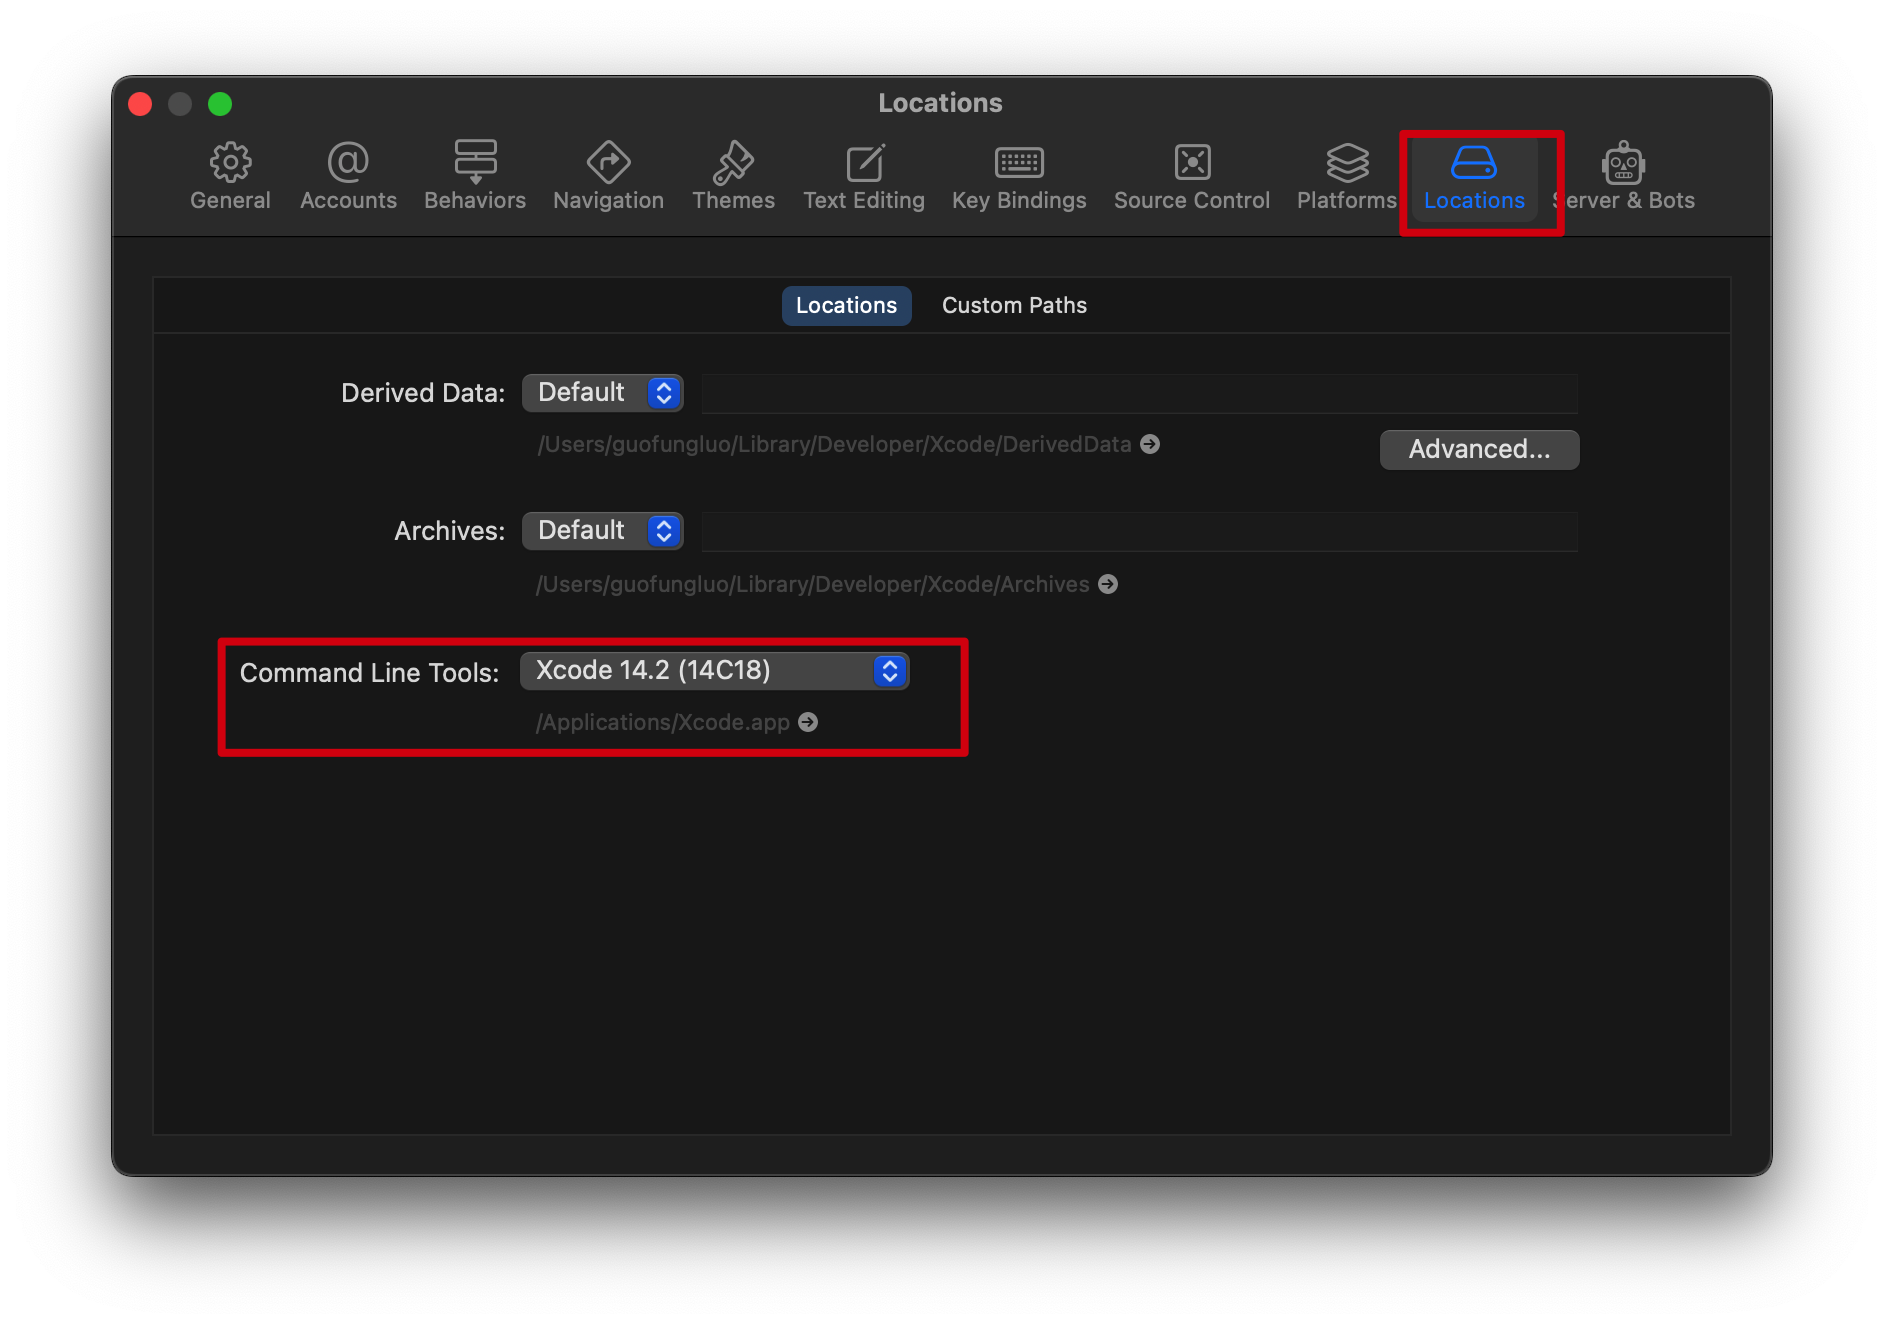 Locations
General Accounts Behaviors Navigation Themes Text Editing Key Bindings Source Control Platforms Locations Server & Bots
Locations Custom Paths
Derived Data: Default
/Users/guofungluo/Library/Developer/Xcode/DerivedData
Advanced...
Archives: Default
/Users/guofungluo/Library/Developer/Xcode/Archives
Command Line Tools: Xcode 14.2 (14C18)
/Applications/Xcode.app